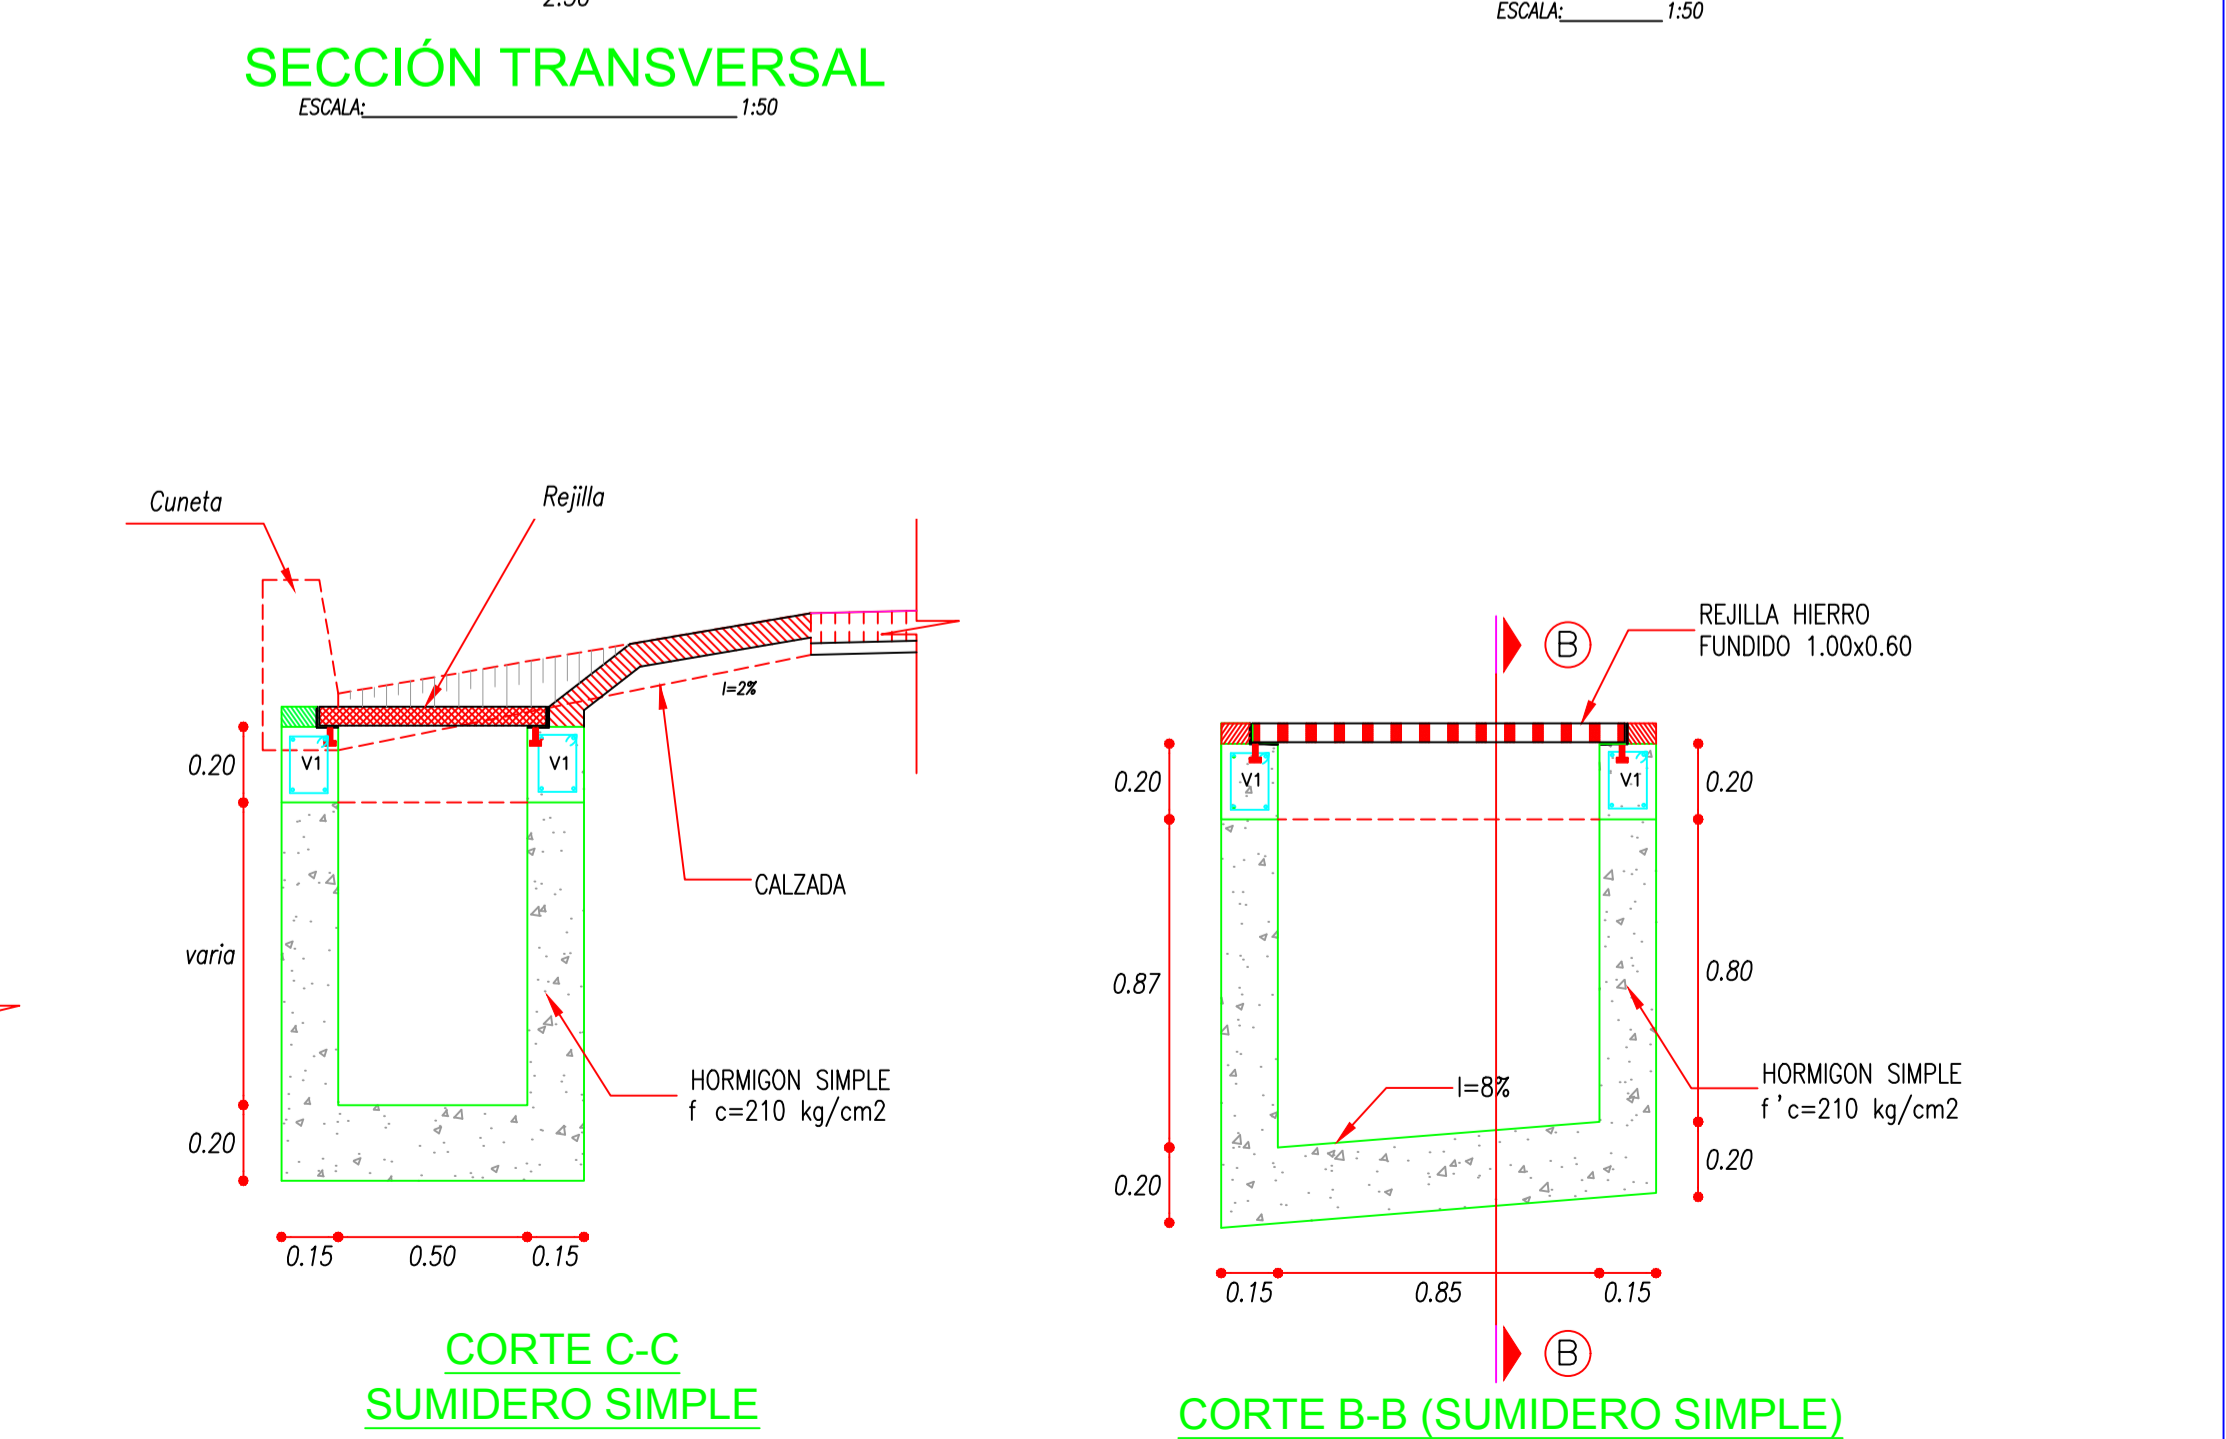 2.50
ESCALA: 1:50
SECCIÓN TRANSVERSAL
ESCALA: 1:50
Cuneta
Rejilla
I=2%
V1
V1
0.20
varia
0.20
CALZADA
HORMIGON SIMPLE
f c=210 kg/cm2
0.15
0.50
0.15
CORTE C-C
SUMIDERO SIMPLE
B
REJILLA HIERRO
FUNDIDO 1.00x0.60
V1
V1
0.20
0.87
0.20
0.20
0.80
0.20
I=8%
HORMIGON SIMPLE
f'c=210 kg/cm2
0.15
0.85
0.15
B
CORTE B-B (SUMIDERO SIMPLE)